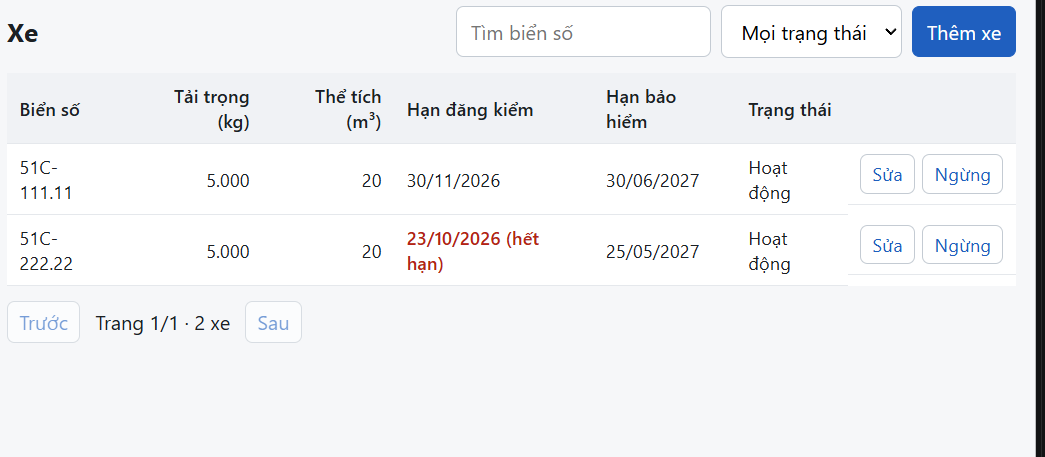 Xe
Tìm biển số
Mọi trạng thái
Thêm xe
Biển số
Tải trọng (kg)
Thể tích (m³)
Hạn đăng kiểm
Hạn bảo hiểm
Trạng thái
51C-111.11
5.000
20
30/11/2026
30/06/2027
Hoạt động
Sửa
Ngừng
51C-222.22
5.000
20
23/10/2026 (hết hạn)
25/05/2027
Hoạt động
Sửa
Ngừng
Trước
Trang 1/1 · 2 xe
Sau